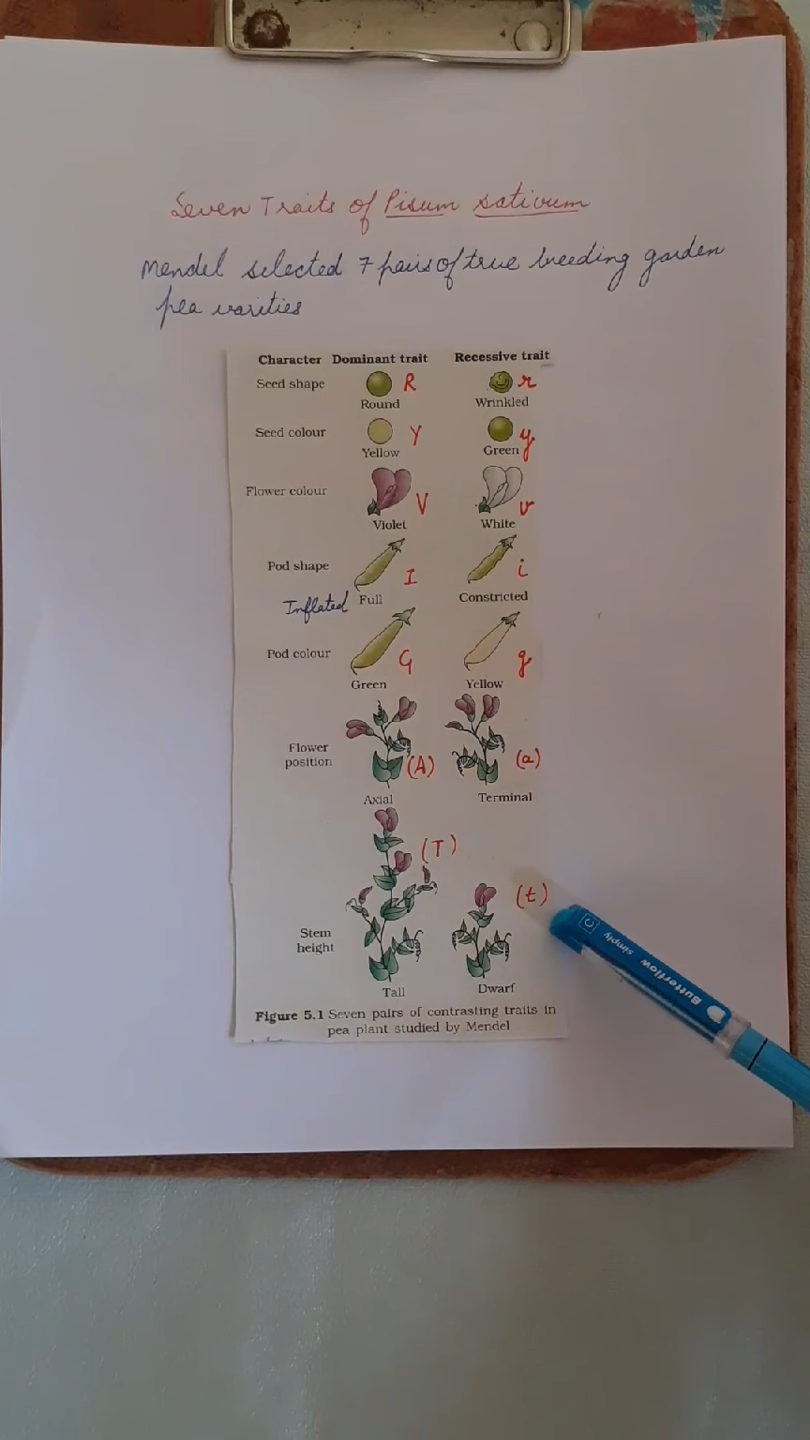 Seven Traits of Pisum sativum
Mendel selected 7 pairs of true breeding garden
pea varities
Character Dominant trait Recessive trait
Seed shape R r
Round Wrinkled
Seed colour Y y
Yellow Green
Flower colour V v
Violet White
Pod shape I i
Inflated Full Constricted
Pod colour G g
Green Yellow
Flower
position (A) (a)
Axial Terminal
(T)
(t)
Stem
height
Tall Dwarf
Figure 5.1 Seven pairs of contrasting traits in
pea plant studied by Mendel
Butterflow simply